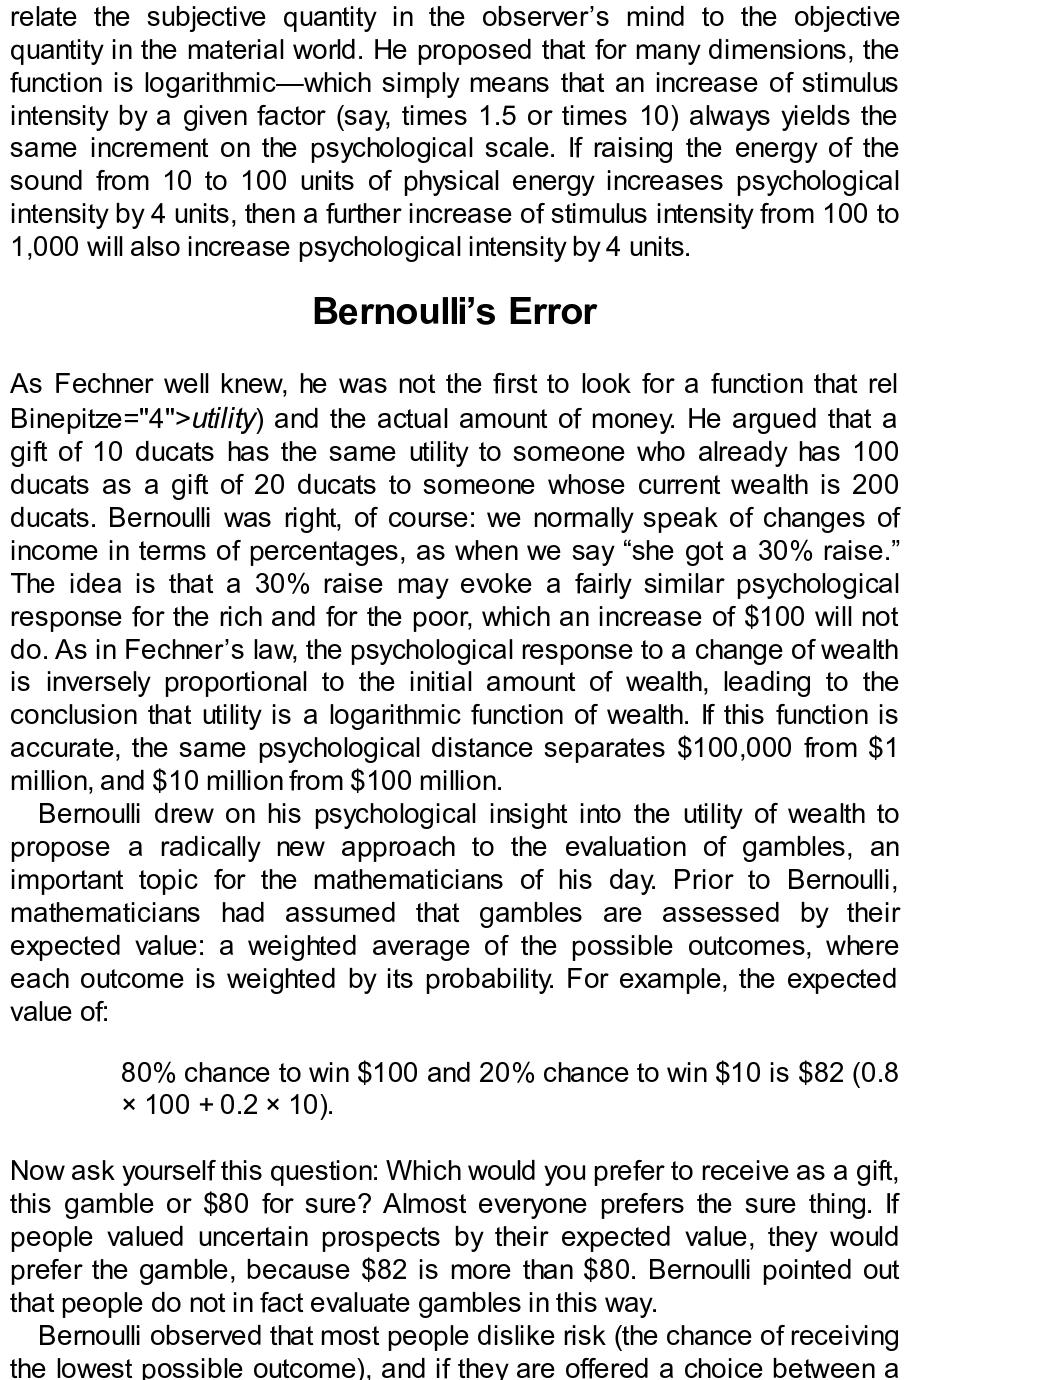 relate the subjective quantity in the observer’s mind to the objective
quantity in the material world. He proposed that for many dimensions, the
function is logarithmic—which simply means that an increase of stimulus
intensity by a given factor (say, times 1.5 or times 10) always yields the
same increment on the psychological scale. If raising the energy of the
sound from 10 to 100 units of physical energy increases psychological
intensity by 4 units, then a further increase of stimulus intensity from 100 to
1,000 will also increase psychological intensity by 4 units.
Bernoulli’s Error
As Fechner well knew, he was not the first to look for a function that rel
Binepitze="4">utility) and the actual amount of money. He argued that a
gift of 10 ducats has the same utility to someone who already has 100
ducats as a gift of 20 ducats to someone whose current wealth is 200
ducats. Bernoulli was right, of course: we normally speak of changes of
income in terms of percentages, as when we say “she got a 30% raise.”
The idea is that a 30% raise may evoke a fairly similar psychological
response for the rich and for the poor, which an increase of $100 will not
do. As in Fechner’s law, the psychological response to a change of wealth
is inversely proportional to the initial amount of wealth, leading to the
conclusion that utility is a logarithmic function of wealth. If this function is
accurate, the same psychological distance separates $100,000 from $1
million, and $10 million from $100 million.
Bernoulli drew on his psychological insight into the utility of wealth to
propose a radically new approach to the evaluation of gambles, an
important topic for the mathematicians of his day. Prior to Bernoulli,
mathematicians had assumed that gambles are assessed by their
expected value: a weighted average of the possible outcomes, where
each outcome is weighted by its probability. For example, the expected
value of:
80% chance to win $100 and 20% chance to win $10 is $82 (0.8
× 100 + 0.2 × 10).
Now ask yourself this question: Which would you prefer to receive as a gift,
this gamble or $80 for sure? Almost everyone prefers the sure thing. If
people valued uncertain prospects by their expected value, they would
prefer the gamble, because $82 is more than $80. Bernoulli pointed out
that people do not in fact evaluate gambles in this way.
Bernoulli observed that most people dislike risk (the chance of receiving
the lowest possible outcome), and if they are offered a choice between a